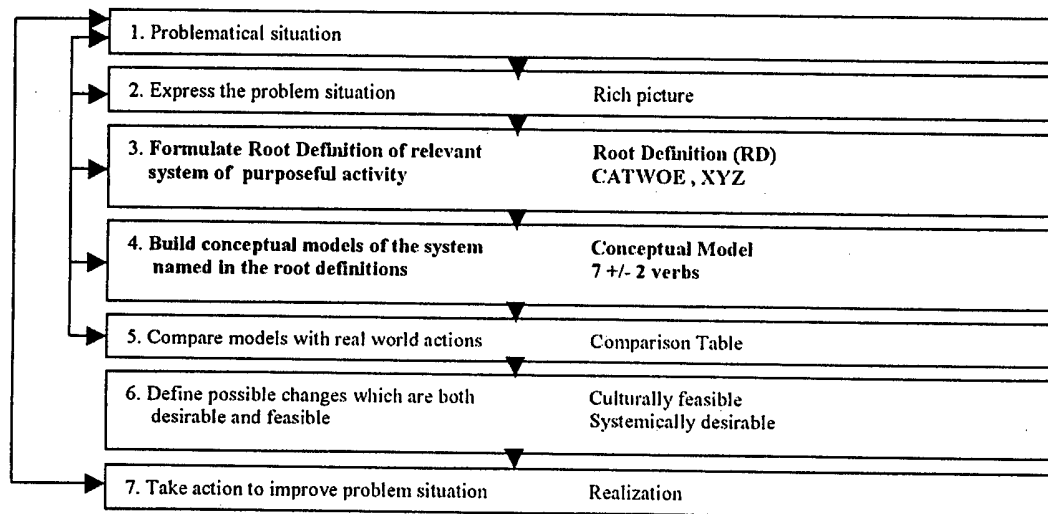 1. Problematical situation
2. Express the problem situation Rich picture
3. Formulate Root Definition of relevant Root Definition (RD)
system of purposeful activity CATWOE , XYZ
4. Build conceptual models of the system Conceptual Model
named in the root definitions 7 +/- 2 verbs
5. Compare models with real world actions Comparison Table
6. Define possible changes which are both Culturally feasible
desirable and feasible Systemically desirable
7. Take action to improve problem situation Realization